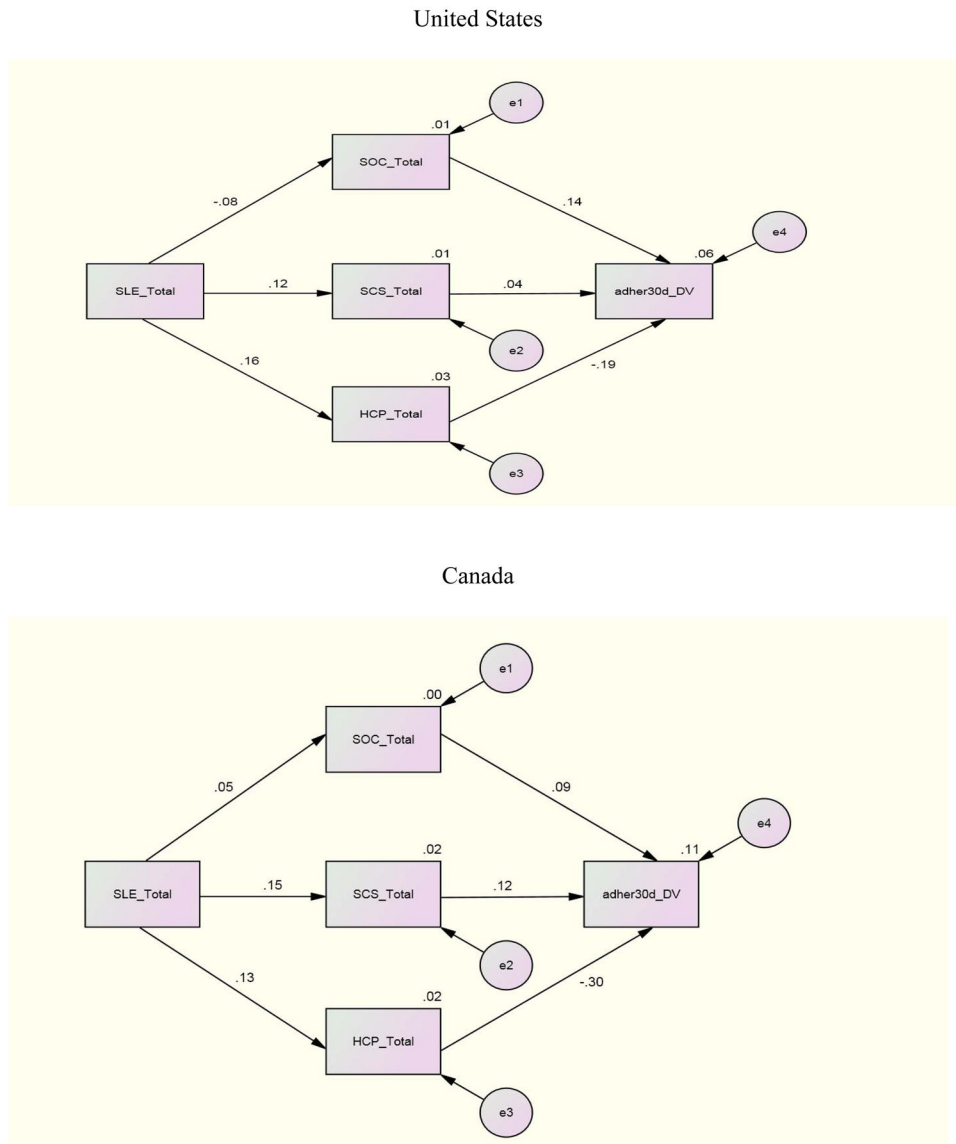 United States
e1
.01
SOC_Total
-.08
.14
e4
.01
.06
SLE_Total
.12
SCS_Total
.04
adher30d_DV
e2
.16
-.19
.03
HCP_Total
e3
Canada
e1
.00
SOC_Total
.05
.09
e4
.02
.11
SLE_Total
.15
SCS_Total
.12
adher30d_DV
e2
.13
-.30
.02
HCP_Total
e3